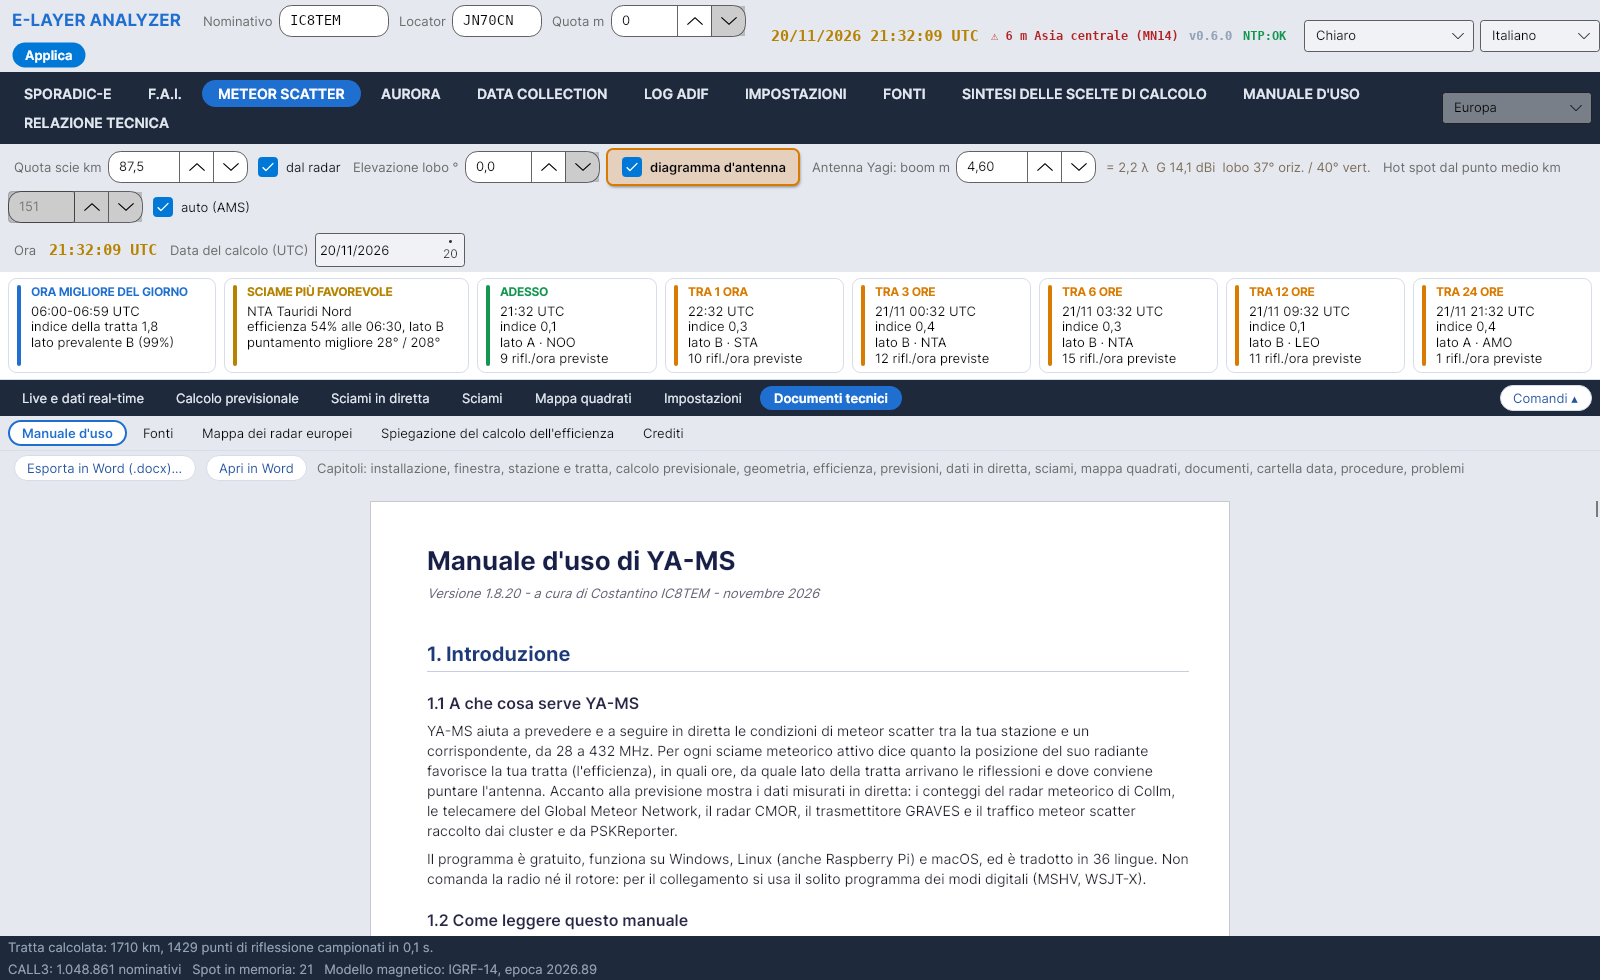 E-LAYER ANALYZER Nominativo IC8TEM Locator JN70CN Quota m 0
20/11/2026 21:32:09 UTC ⚠ 6 m Asia centrale (MN14) v0.6.0 NTP:OK Chiaro Italiano
Applica
SPORADIC-E F.A.I. METEOR SCATTER AURORA DATA COLLECTION LOG ADIF IMPOSTAZIONI FONTI SINTESI DELLE SCELTE DI CALCOLO MANUALE D'USO
Europa
RELAZIONE TECNICA
Quota scie km 87,5 dal radar Elevazione lobo ° 0,0 diagramma d'antenna Antenna Yagi: boom m 4,60 = 2,2 λ G 14,1 dBi lobo 37° oriz. / 40° vert. Hot spot dal punto medio km
151 auto (AMS)
Ora 21:32:09 UTC Data del calcolo (UTC) 20/11/2026 20
ORA MIGLIORE DEL GIORNO
06:00-06:59 UTC
indice della tratta 1,8
lato prevalente B (99%)
SCIAME PIÙ FAVOREVOLE
NTA Tauridi Nord
efficienza 54% alle 06:30, lato B
puntamento migliore 28° / 208°
ADESSO
21:32 UTC
indice 0,1
lato A · NOO
9 rifl./ora previste
TRA 1 ORA
22:32 UTC
indice 0,3
lato B · STA
10 rifl./ora previste
TRA 3 ORE
21/11 00:32 UTC
indice 0,4
lato B · NTA
12 rifl./ora previste
TRA 6 ORE
21/11 03:32 UTC
indice 0,3
lato B · NTA
15 rifl./ora previste
TRA 12 ORE
21/11 09:32 UTC
indice 0,1
lato B · LEO
11 rifl./ora previste
TRA 24 ORE
21/11 21:32 UTC
indice 0,4
lato A · AMO
1 rifl./ora previste
Live e dati real-time Calcolo previsionale Sciami in diretta Sciami Mappa quadrati Impostazioni Documenti tecnici Comandi ▴
Manuale d'uso Fonti Mappa dei radar europei Spiegazione del calcolo dell'efficienza Crediti
Esporta in Word (.docx)... Apri in Word Capitoli: installazione, finestra, stazione e tratta, calcolo previsionale, geometria, efficienza, previsioni, dati in diretta, sciami, mappa quadrati, documenti, cartella data, procedure, problemi
Manuale d'uso di YA-MS
Versione 1.8.20 - a cura di Costantino IC8TEM - novembre 2026
1. Introduzione
1.1 A che cosa serve YA-MS
YA-MS aiuta a prevedere e a seguire in diretta le condizioni di meteor scatter tra la tua stazione e un
corrispondente, da 28 a 432 MHz. Per ogni sciame meteorico attivo dice quanto la posizione del suo radiante
favorisce la tua tratta (l'efficienza), in quali ore, da quale lato della tratta arrivano le riflessioni e dove conviene
puntare l'antenna. Accanto alla previsione mostra i dati misurati in diretta: i conteggi del radar meteorico di Collm,
le telecamere del Global Meteor Network, il radar CMOR, il trasmettitore GRAVES e il traffico meteor scatter
raccolto dai cluster e da PSKReporter.
Il programma è gratuito, funziona su Windows, Linux (anche Raspberry Pi) e macOS, ed è tradotto in 36 lingue. Non
comanda la radio né il rotore: per il collegamento si usa il solito programma dei modi digitali (MSHV, WSJT-X).
1.2 Come leggere questo manuale
Tratta calcolata: 1710 km, 1429 punti di riflessione campionati in 0,1 s.
CALL3: 1.048.861 nominativi Spot in memoria: 21 Modello magnetico: IGRF-14, epoca 2026.89